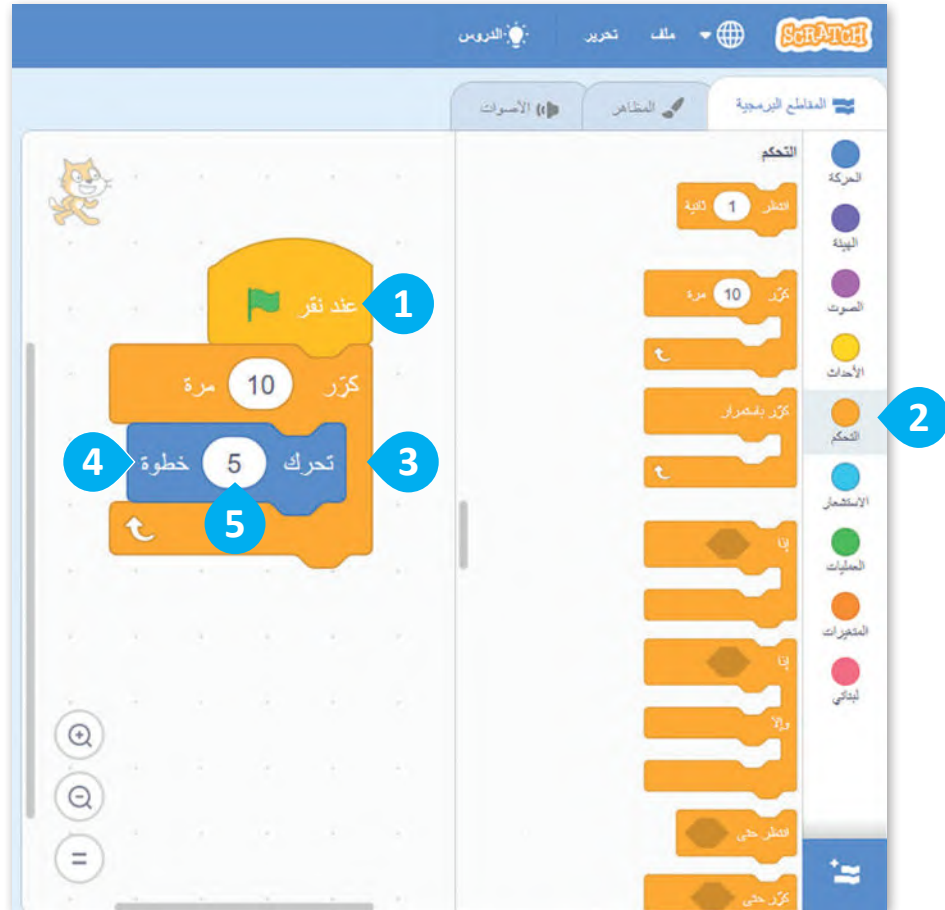 SCRATCH ملف تحرير الدروس
المقاطع البرمجية المظاهر الأصوات
الحركة
الهيئة
الصوت
الأحداث
التحكم
2
الاستشعار
العمليات
المتغيرات
لبناتي
التحكم
انتظر 1 ثانية
كرّر 10 مرة
كرّر باستمرار
إذا
إذا
وإلّا
انتظر حتى
كرّر حتى
عند نقر 1
كرّر 10 مرة
تحرك 5 خطوة
3
4
5
=